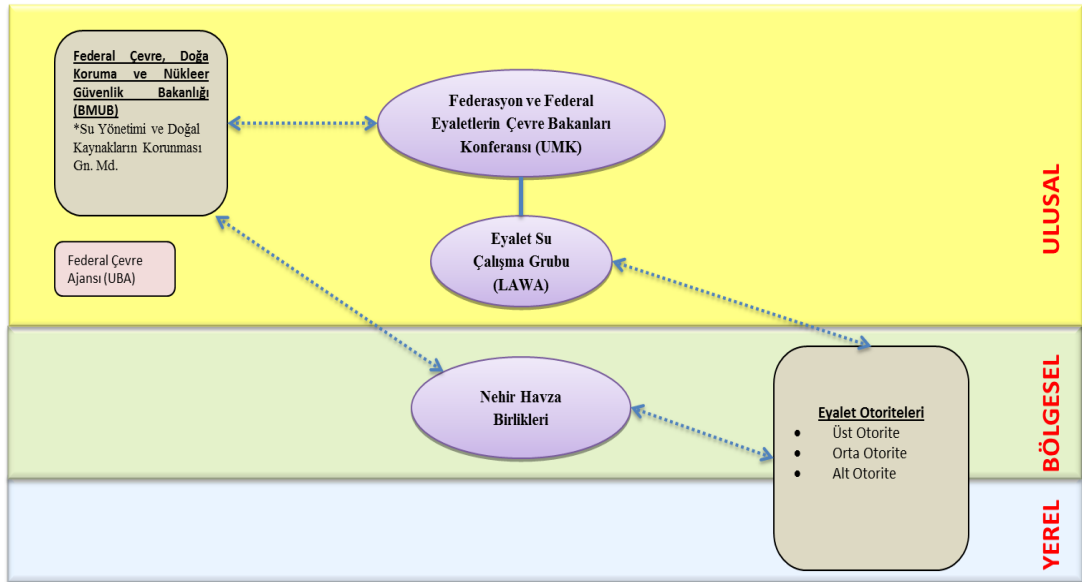 Federal Çevre, Doğa
Koruma ve Nükleer
Güvenlik Bakanlığı
(BMUB)
*Su Yönetimi ve Doğal
Kaynakların Korunması
Gn. Md.
Federasyon ve Federal
Eyaletlerin Çevre Bakanları
Konferansı (UMK)
ULUSAL
Eyalet Su
Çalışma Grubu
(LAWA)
Federal Çevre
Ajansı (UBA)
Nehir Havza
Birlikleri
BÖLGESEL
Eyalet Otoriteleri
• Üst Otorite
• Orta Otorite
• Alt Otorite
YEREL